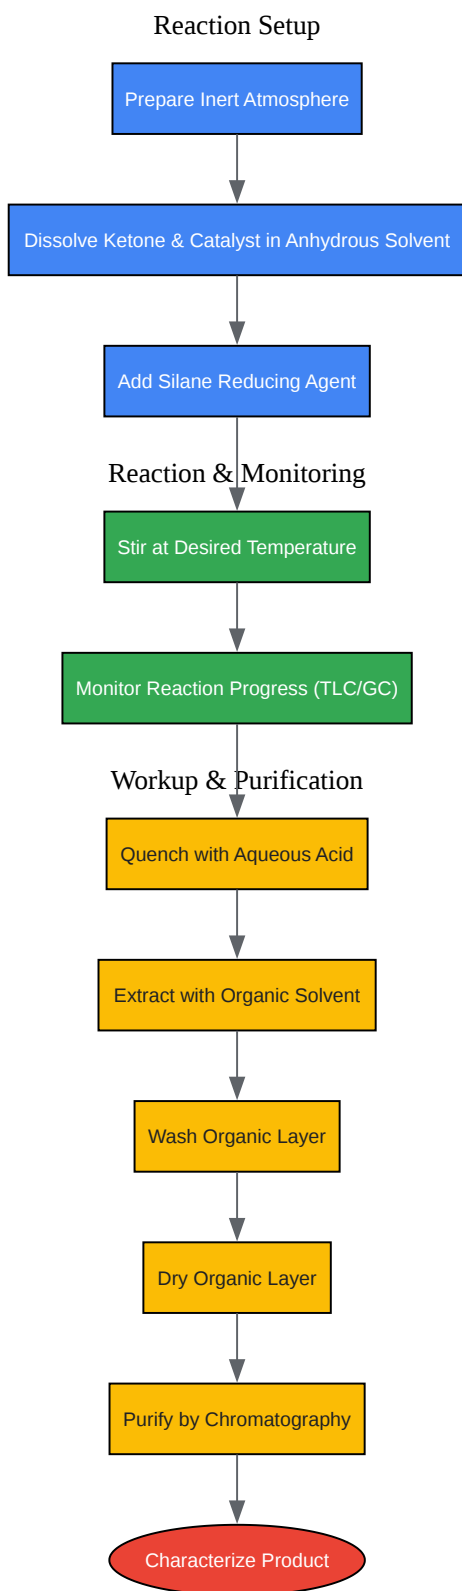 Reaction Setup
Prepare Inert Atmosphere
Dissolve Ketone & Catalyst in Anhydrous Solvent
Add Silane Reducing Agent
Reaction & Monitoring
Stir at Desired Temperature
Monitor Reaction Progress (TLC/GC)
Workup & Purification
Quench with Aqueous Acid
Extract with Organic Solvent
Wash Organic Layer
Dry Organic Layer
Purify by Chromatography
Characterize Product